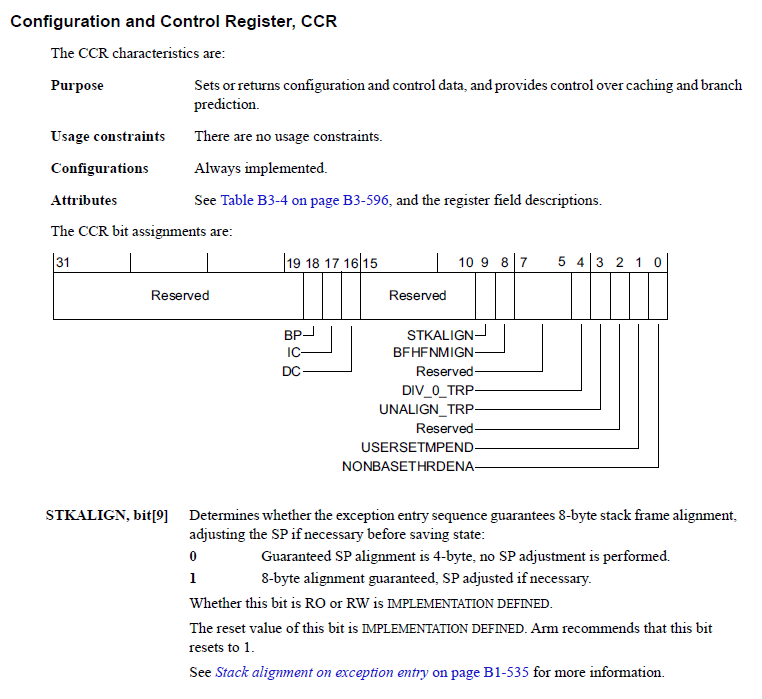 Configuration and Control Register, CCR
The CCR characteristics are:
Purpose Sets or returns configuration and control data, and provides control over caching and branch
prediction.
Usage constraints There are no usage constraints.
Configurations Always implemented.
Attributes See Table B3-4 on page B3-596, and the register field descriptions.
The CCR bit assignments are:
31 19 18 17 16 15 10 9 8 7 5 4 3 2 1 0
Reserved Reserved
BP STKALIGN
IC BFHFNMIGN
DC Reserved
DIV_0_TRP
UNALIGN_TRP
Reserved
USERSETMPEND
NONBASETHRDENA
STKALIGN, bit[9] Determines whether the exception entry sequence guarantees 8-byte stack frame alignment,
adjusting the SP if necessary before saving state:
0 Guaranteed SP alignment is 4-byte, no SP adjustment is performed.
1 8-byte alignment guaranteed, SP adjusted if necessary.
Whether this bit is RO or RW is IMPLEMENTATION DEFINED.
The reset value of this bit is IMPLEMENTATION DEFINED. Arm recommends that this bit
resets to 1.
See Stack alignment on exception entry on page B1-535 for more information.